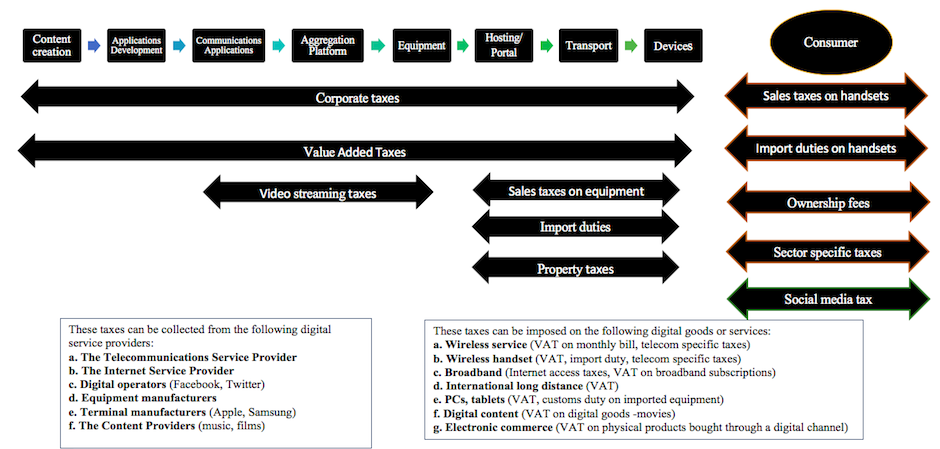 Content
creation
Applications
Development
Communications
Applications
Aggregation
Platform
Equipment
Hosting/
Portal
Transport
Devices
Consumer
Corporate taxes
Sales taxes on handsets
Value Added Taxes
Import duties on handsets
Video streaming taxes
Sales taxes on equipment
Ownership fees
Import duties
Sector specific taxes
Property taxes
Social media tax
These taxes can be collected from the following digital
service providers:
a. The Telecommunications Service Provider
b. The Internet Service Provider
c. Digital operators (Facebook, Twitter)
d. Equipment manufacturers
e. Terminal manufacturers (Apple, Samsung)
f. The Content Providers (music, films)
These taxes can be imposed on the following digital goods or services:
a. Wireless service (VAT on monthly bill, telecom specific taxes)
b. Wireless handset (VAT, import duty, telecom specific taxes)
c. Broadband (Internet access taxes, VAT on broadband subscriptions)
d. International long distance (VAT)
e. PCs, tablets (VAT, customs duty on imported equipment)
f. Digital content (VAT on digital goods -movies)
g. Electronic commerce (VAT on physical products bought through a digital channel)